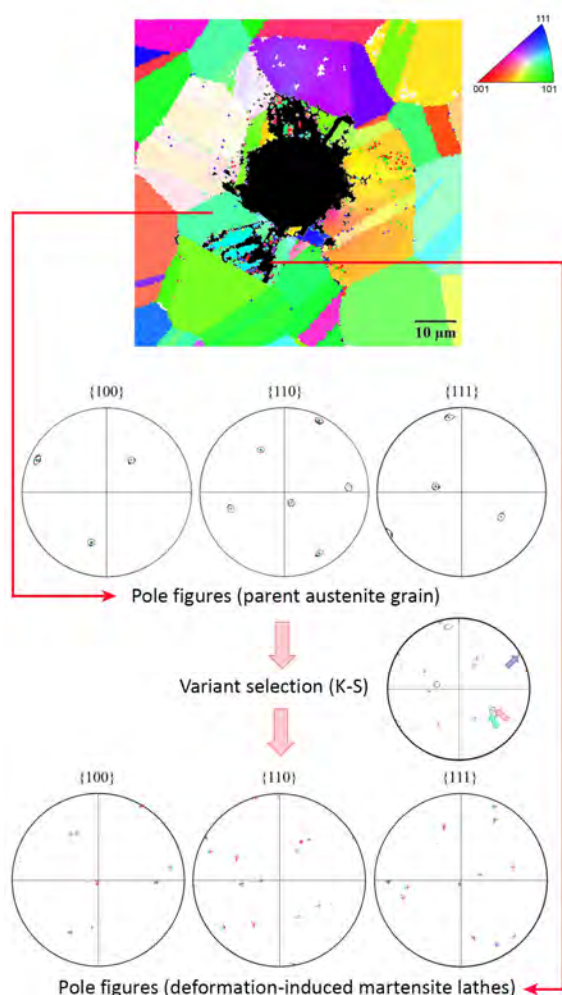 111
001
101
10 µm
{100}
{110}
{111}
Pole figures (parent austenite grain)
Variant selection (K-S)
{100}
{110}
{111}
Pole figures (deformation-induced martensite lathes)